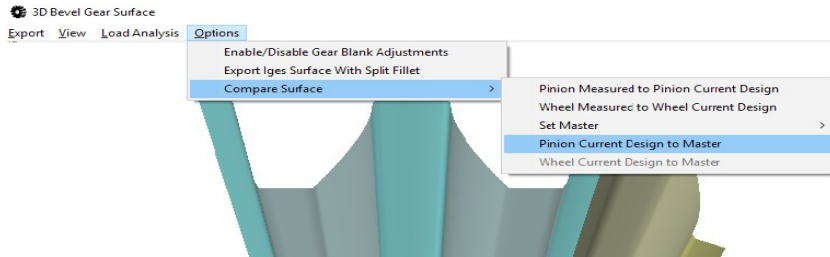 3D Bevel Gear Surface
Export View Load Analysis Options
Enable/Disable Gear Blank Adjustments
Export Iges Surface With Split Fillet
Compare Surface >
Pinion Measured to Pinion Current Design
Wheel Measured to Wheel Current Design
Set Master >
Pinion Current Design to Master
Wheel Current Design to Master